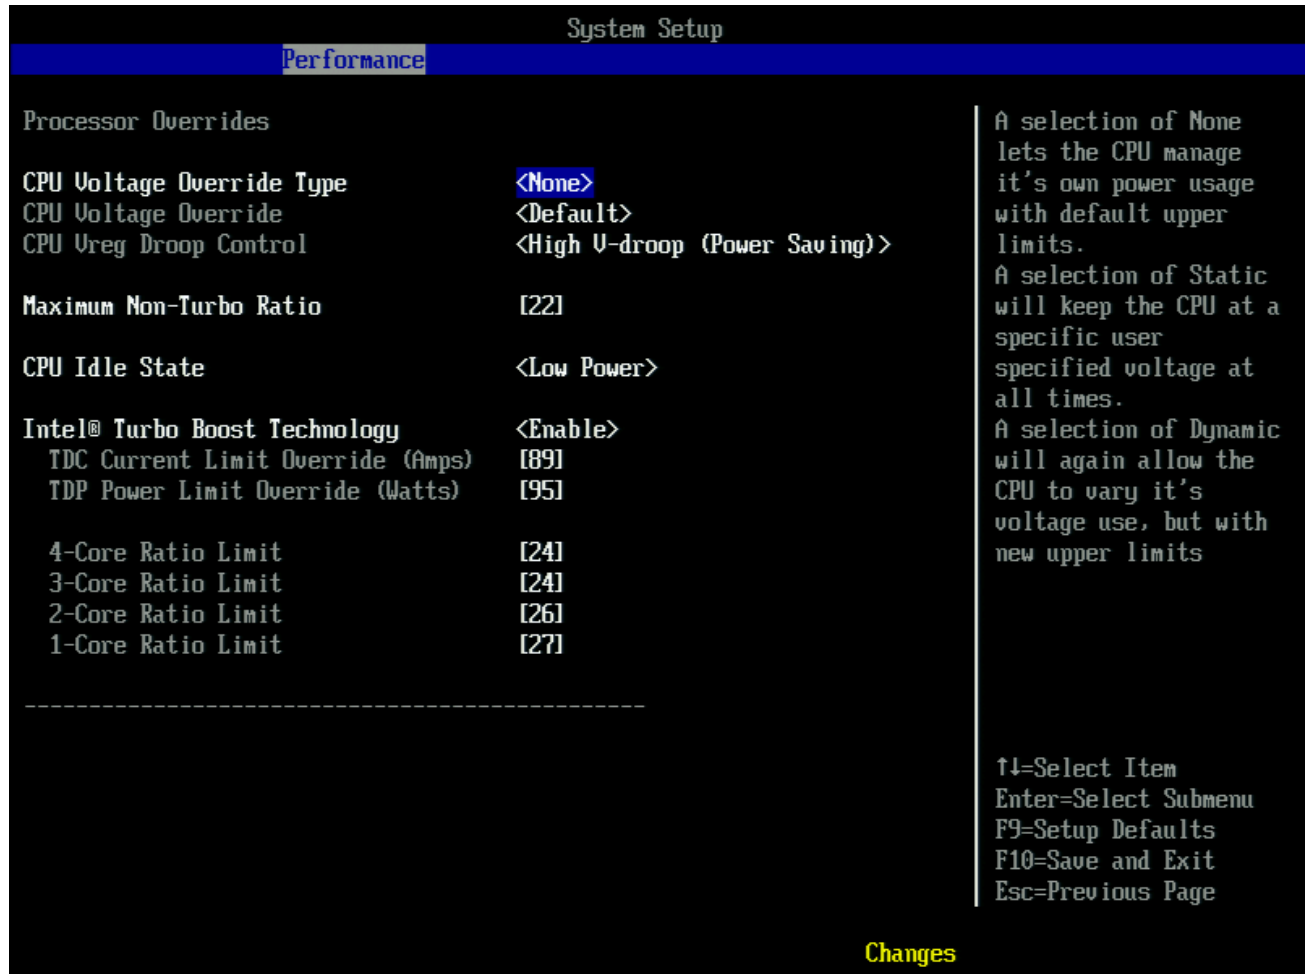 System Setup
Performance
Processor Overrides
CPU Voltage Override Type <None>
CPU Voltage Override <Default>
CPU Vreg Droop Control <High V-droop (Power Saving)>
Maximum Non-Turbo Ratio [22]
CPU Idle State <Low Power>
Intel® Turbo Boost Technology <Enable>
TDC Current Limit Override (Amps) [89]
TDP Power Limit Override (Watts) [95]
4-Core Ratio Limit [24]
3-Core Ratio Limit [24]
2-Core Ratio Limit [26]
1-Core Ratio Limit [27]
------------------------------------------------
A selection of None
lets the CPU manage
it's own power usage
with default upper
limits.
A selection of Static
will keep the CPU at a
specific user
specified voltage at
all times.
A selection of Dynamic
will again allow the
CPU to vary it's
voltage use, but with
new upper limits
↑↓=Select Item
Enter=Select Submenu
F9=Setup Defaults
F10=Save and Exit
Esc=Previous Page
Changes